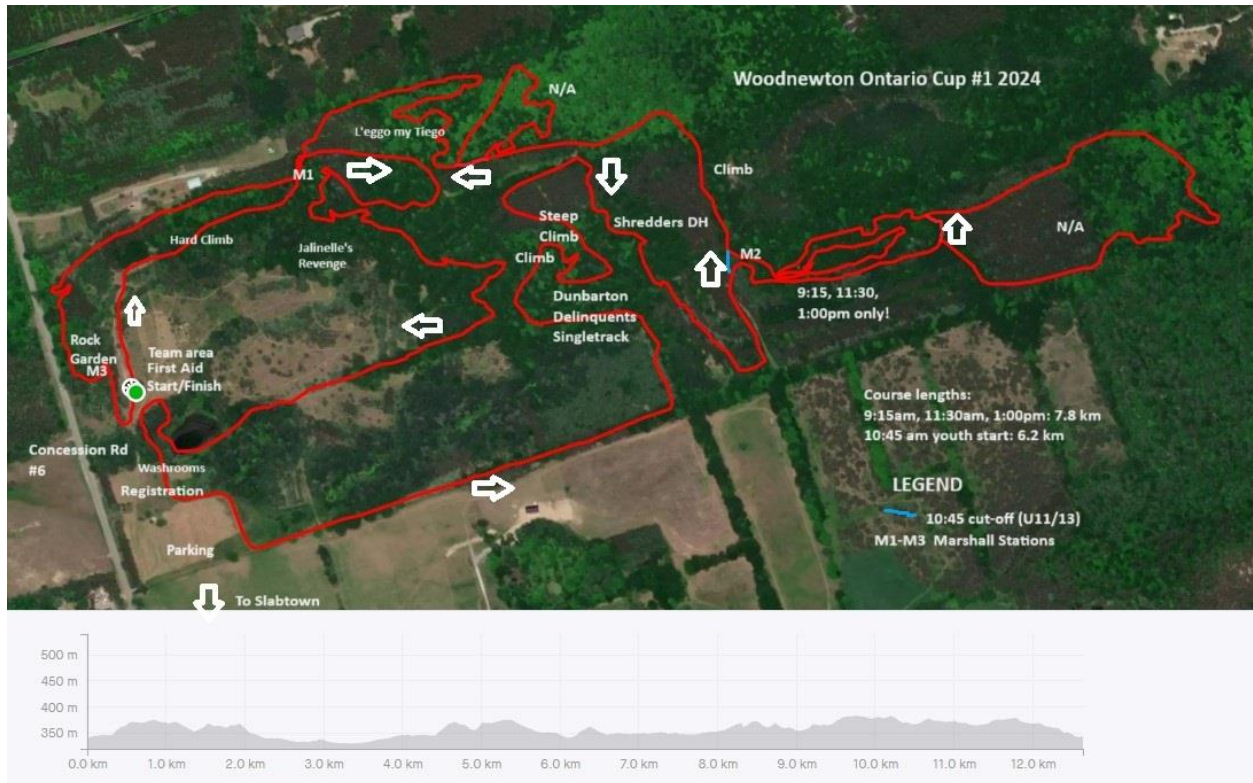 Woodnewton Ontario Cup #1 2024
N/A
L'eggo my Tiego
M1
Climb
Hard Climb
Jalinelle's
Revenge
Steep
Climb
Climb
Shredders DH
M2
N/A
Dunbarton
Delinquents
Singletrack
9:15, 11:30,
1:00pm only!
Rock
Garden
M3
Team area
First Aid
Start/Finish
Course lengths:
9:15am, 11:30am, 1:00pm: 7.8 km
10:45 am youth start: 6.2 km
Concession Rd
#6
Washrooms
Registration
Parking
LEGEND
10:45 cut-off (U11/13)
M1-M3 Marshall Stations
To Slabtown
500 m
450 m
400 m
350 m
0.0 km 1.0 km 2.0 km 3.0 km 4.0 km 5.0 km 6.0 km 7.0 km 8.0 km 9.0 km 10.0 km 11.0 km 12.0 km